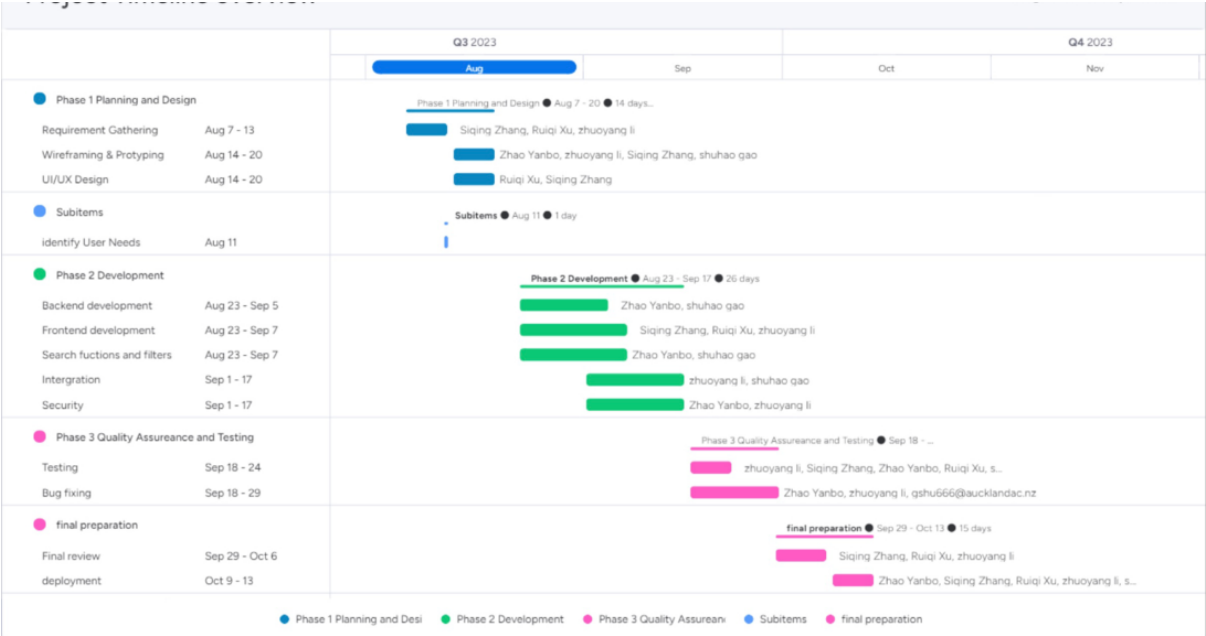 Project Timeline Overview
Q3 2023 Q4 2023
Aug Sep Oct Nov
Phase 1 Planning and Design Phase 1 Planning and Design ● Aug 7 - 20 ● 14 days...
Requirement Gathering Aug 7 - 13 Siqing Zhang, Ruiqi Xu, zhuoyang li
Wireframing & Protyping Aug 14 - 20 Zhao Yanbo, zhuoyang li, Siqing Zhang, shuhao gao
UI/UX Design Aug 14 - 20 Ruiqi Xu, Siqing Zhang
Subitems Subitems ● Aug 11 ● 1 day
identify User Needs Aug 11
Phase 2 Development Phase 2 Development ● Aug 23 - Sep 17 ● 26 days
Backend development Aug 23 - Sep 5 Zhao Yanbo, shuhao gao
Frontend development Aug 23 - Sep 7 Siqing Zhang, Ruiqi Xu, zhuoyang li
Search fuctions and filters Aug 23 - Sep 7 Zhao Yanbo, shuhao gao
Intergration Sep 1 - 17 zhuoyang li, shuhao gao
Security Sep 1 - 17 Zhao Yanbo, zhuoyang li
Phase 3 Quality Assureance and Testing Phase 3 Quality Assureance and Testing ● Sep 18 - ...
Testing Sep 18 - 24 zhuoyang li, Siqing Zhang, Zhao Yanbo, Ruiqi Xu, s...
Bug fixing Sep 18 - 29 Zhao Yanbo, zhuoyang li, gshu666@aucklandac.nz
final preparation final preparation ● Sep 29 - Oct 13 ● 15 days
Final review Sep 29 - Oct 6 Siqing Zhang, Ruiqi Xu, zhuoyang li
deployment Oct 9 - 13 Zhao Yanbo, Siqing Zhang, Ruiqi Xu, zhuoyang li, s...
Phase 1 Planning and Desi Phase 2 Development Phase 3 Quality Assurean Subitems final preparation